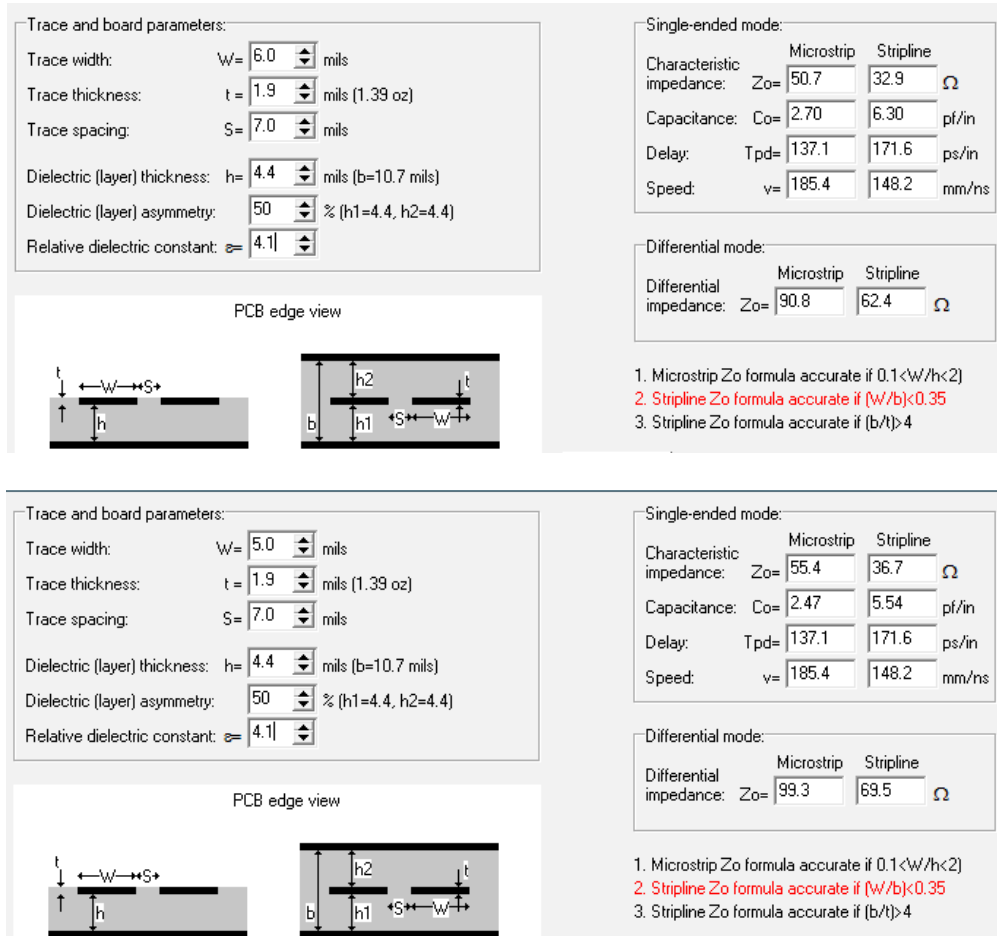 Trace and board parameters:
Trace width: W= 6.0 mils
Trace thickness: t = 1.9 mils (1.39 oz)
Trace spacing: S= 7.0 mils
Dielectric (layer) thickness: h= 4.4 mils (b=10.7 mils)
Dielectric (layer) asymmetry: 50 % (h1=4.4, h2=4.4)
Relative dielectric constant: ε= 4.1
PCB edge view
t W S h
h2 t b h1 S W
Single-ended mode:
Microstrip Stripline
Characteristic
impedance: Zo= 50.7 32.9 Ω
Capacitance: Co= 2.70 6.30 pf/in
Delay: Tpd= 137.1 171.6 ps/in
Speed: v= 185.4 148.2 mm/ns
Differential mode:
Microstrip Stripline
Differential
impedance: Zo= 90.8 62.4 Ω
1. Microstrip Zo formula accurate if 0.1<W/h<2)
2. Stripline Zo formula accurate if (W/b)<0.35
3. Stripline Zo formula accurate if (b/t)>4
Trace and board parameters:
Trace width: W= 5.0 mils
Trace thickness: t = 1.9 mils (1.39 oz)
Trace spacing: S= 7.0 mils
Dielectric (layer) thickness: h= 4.4 mils (b=10.7 mils)
Dielectric (layer) asymmetry: 50 % (h1=4.4, h2=4.4)
Relative dielectric constant: ε= 4.1
PCB edge view
t W S h
h2 t b h1 S W
Single-ended mode:
Microstrip Stripline
Characteristic
impedance: Zo= 55.4 36.7 Ω
Capacitance: Co= 2.47 5.54 pf/in
Delay: Tpd= 137.1 171.6 ps/in
Speed: v= 185.4 148.2 mm/ns
Differential mode:
Microstrip Stripline
Differential
impedance: Zo= 99.3 69.5 Ω
1. Microstrip Zo formula accurate if 0.1<W/h<2)
2. Stripline Zo formula accurate if (W/b)<0.35
3. Stripline Zo formula accurate if (b/t)>4